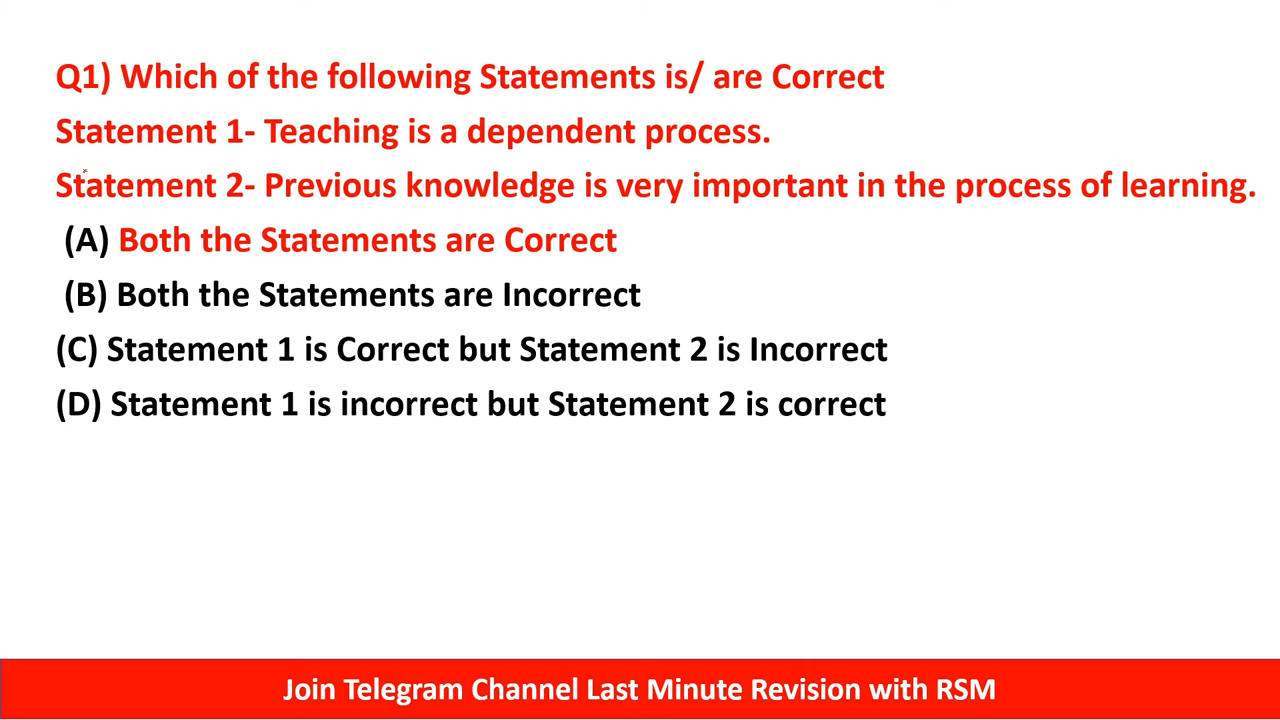 Q1) Which of the following Statements is/ are Correct
Statement 1- Teaching is a dependent process.
Statement 2- Previous knowledge is very important in the process of learning.
(A) Both the Statements are Correct
(B) Both the Statements are Incorrect
(C) Statement 1 is Correct but Statement 2 is Incorrect
(D) Statement 1 is incorrect but Statement 2 is correct
Join Telegram Channel Last Minute Revision with RSM